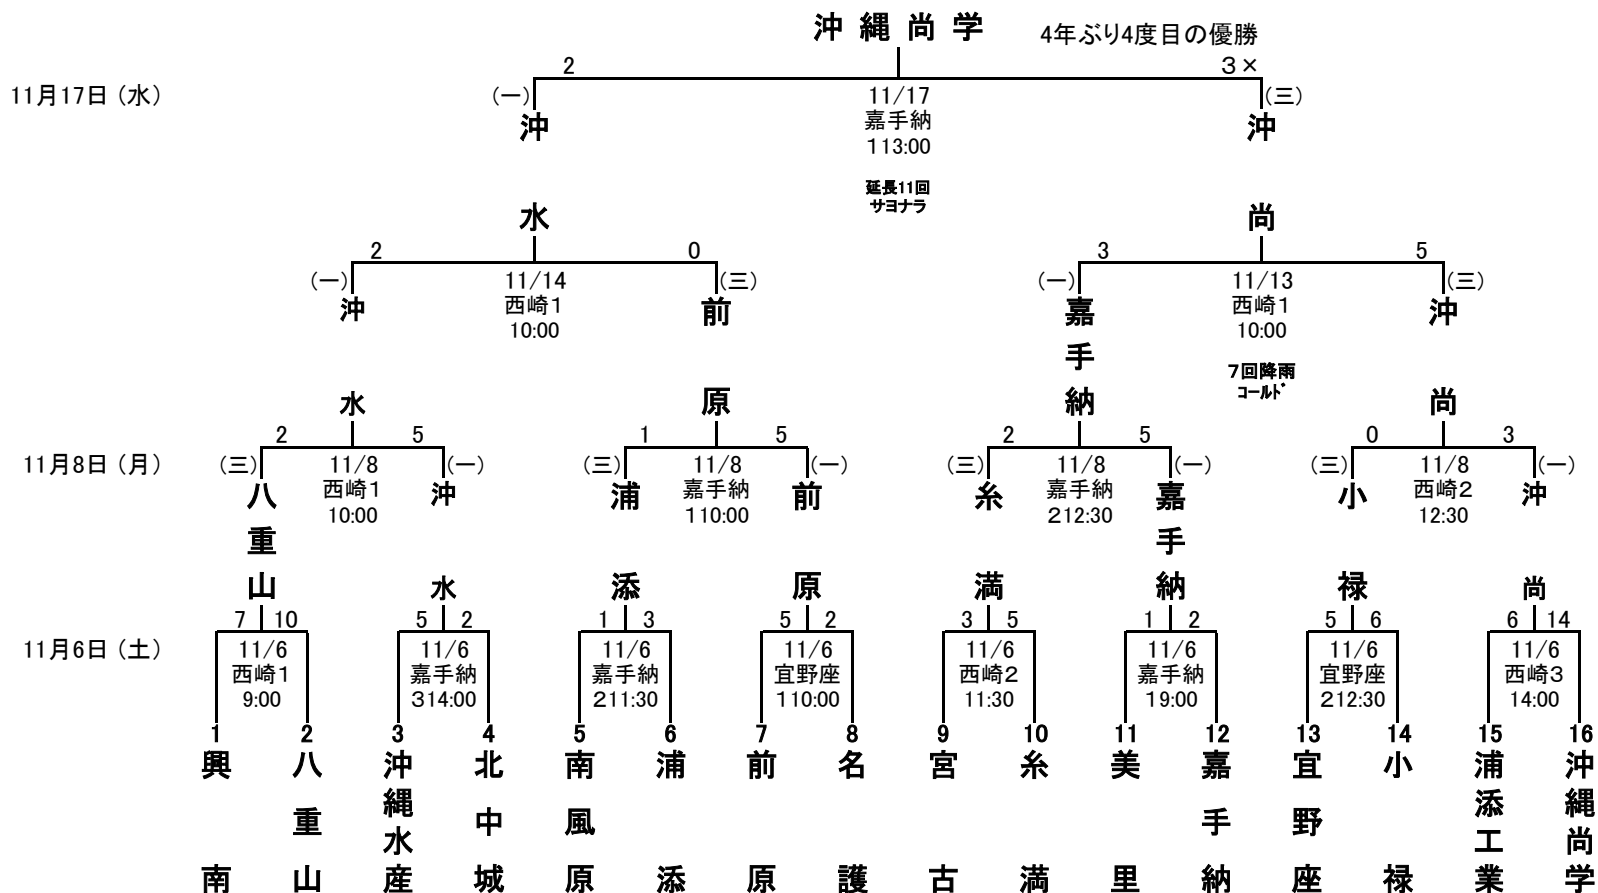 沖縄尚学 4年ぶり4度目の優勝
2 3×
11月17日（水） （一） 11/17 （三）
沖水 嘉手納 沖尚
113:00
延長11回
サヨナラ
2 0 3 5
（一） 11/14 （三） （一） 11/13 （三）
沖水 西崎1 前原 嘉手納 西崎1 沖尚
10:00 10:00
7回降雨
コールド
2 5 1 5 2 5 0 3
11月8日（月） （三） 11/8 （一） （三） 11/8 （一） （三） 11/8 （一） （三） 11/8 （一）
八重山 西崎1 沖水 浦添 嘉手納 前原 糸満 嘉手納 嘉手納 小禄 西崎2 沖尚
10:00 110:00 212:30 12:30
7 10 5 2 1 3 5 2 3 5 1 2 5 6 6 14
11月6日（土） 11/6 11/6 11/6 11/6 11/6 11/6 11/6 11/6
西崎1 嘉手納 嘉手納 宜野座 西崎2 嘉手納 宜野座 西崎3
9:00 314:00 211:30 110:00 11:30 19:00 212:30 14:00
1 2 3 4 5 6 7 8 9 10 11 12 13 14 15 16
興南 八重山 沖縄水産 北中城 南風原 浦添 前原 名護 宮古 糸満 美里 嘉手納 宜野座 小禄 浦添工業 沖縄尚学